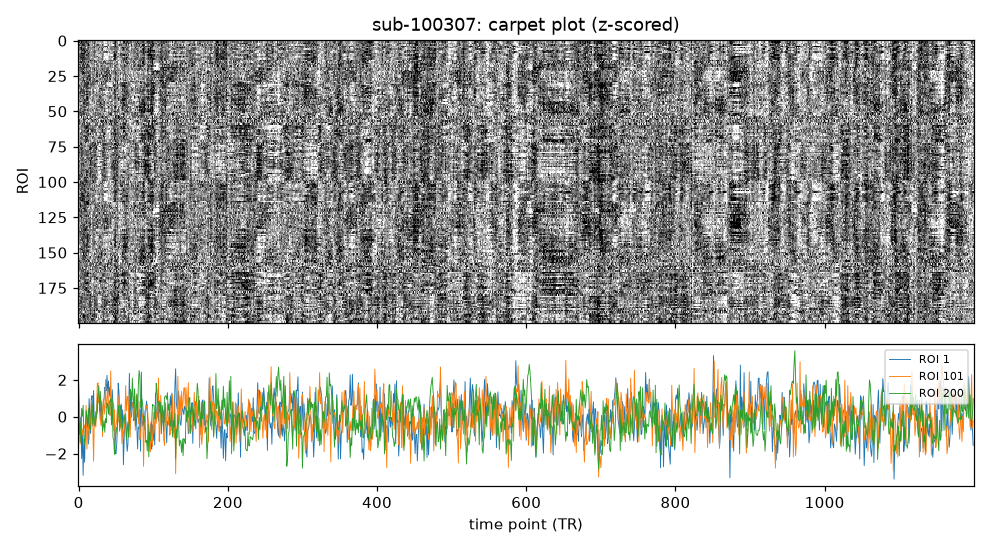 sub-100307: carpet plot (z-scored)
0
25
50
75
100
125
150
175
ROI
2
0
−2
ROI 1
ROI 101
ROI 200
0 200 400 600 800 1000
time point (TR)